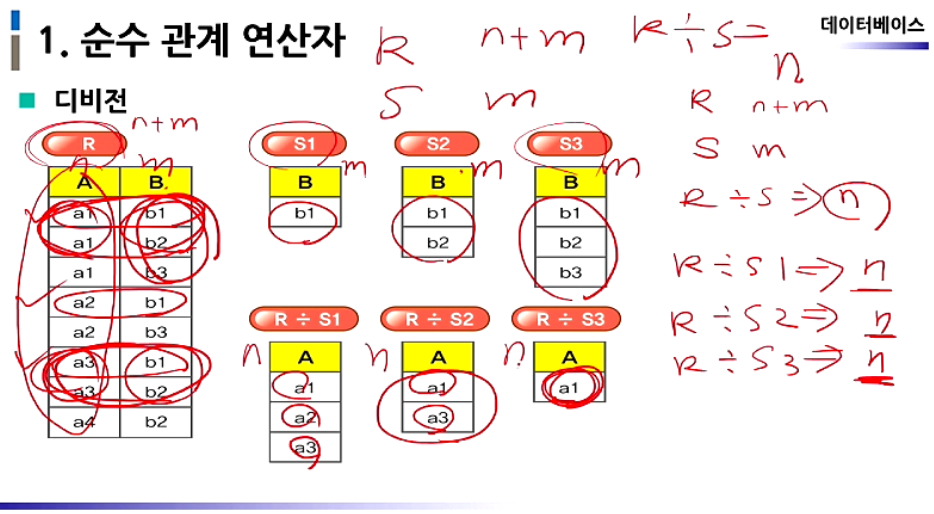 데이터베이스
1. 순수 관계 연산자
R n+m R÷S=
n
디비전
S m
R n+m
n+m
R S1 S2 S3
S m
n m m m m
A B B B B
R÷S⇒n
a1 b1 b1 b1 b1
a1 b2 b2 b2
a1 b3 b3
R÷S1⇒n
a2 b1
R ÷ S1 R ÷ S2 R ÷ S3
R÷S2⇒n
a2 b3
n n n
A A A
R÷S3⇒n
a3 b1
a1 a1 a1
a3 b2
a2 a3
a4 b2
a3